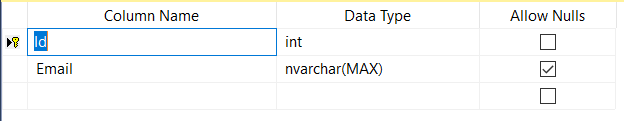 Column Name Data Type Allow Nulls
Id int
Email nvarchar(MAX)